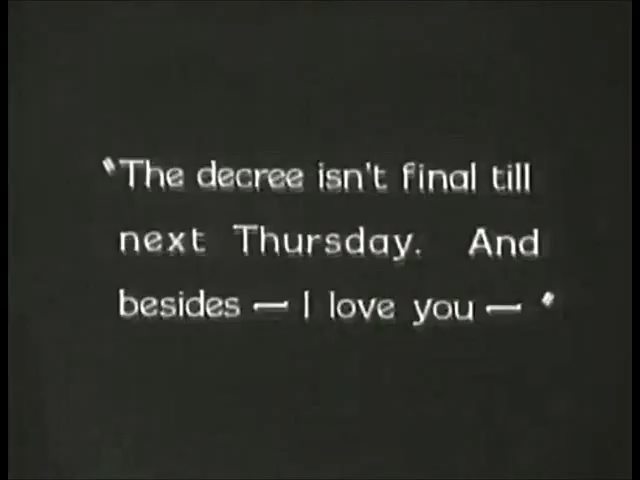 "The decree isn't final till
next Thursday. And
besides — I love you — "